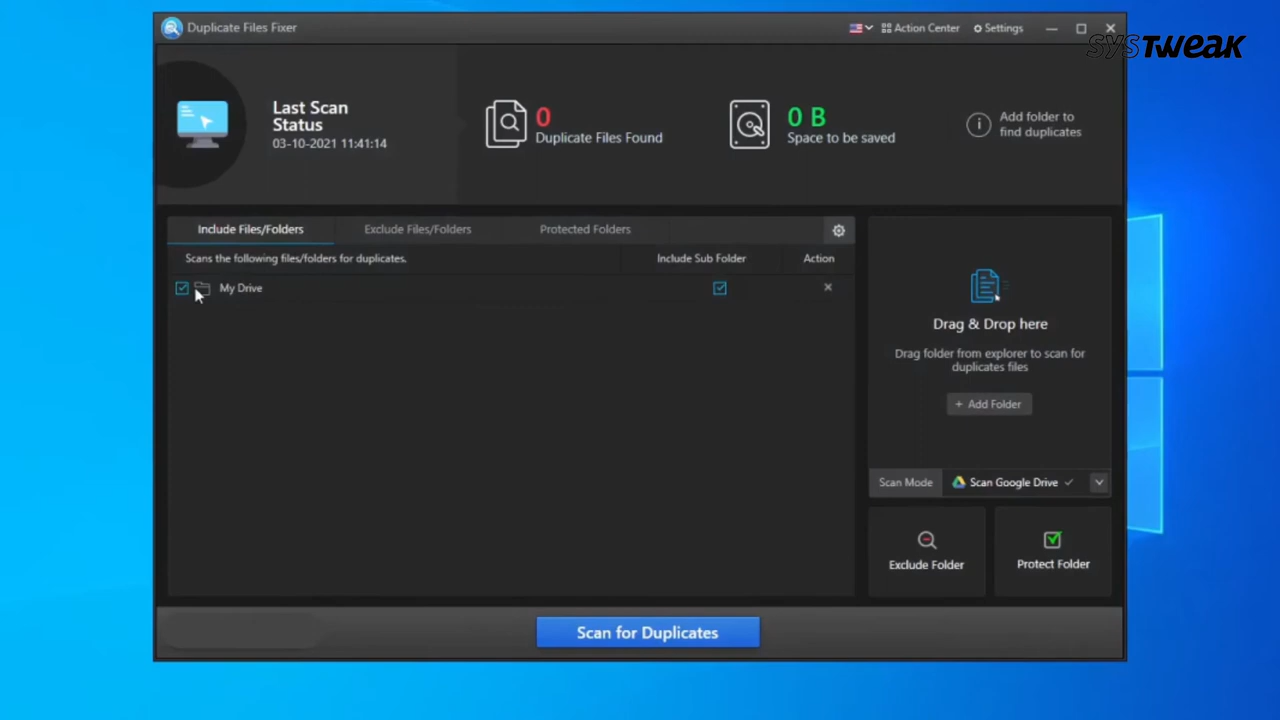 Duplicate Files Fixer
Action Center
Settings
SYSTWEAK
Last Scan
Status
03-10-2021 11:41:14
0
Duplicate Files Found
0 B
Space to be saved
Add folder to
find duplicates
Include Files/Folders
Exclude Files/Folders
Protected Folders
Scans the following files/folders for duplicates.
Include Sub Folder
Action
My Drive
Drag & Drop here
Drag folder from explorer to scan for
duplicates files
+ Add Folder
Scan Mode
Scan Google Drive
Exclude Folder
Protect Folder
Scan for Duplicates